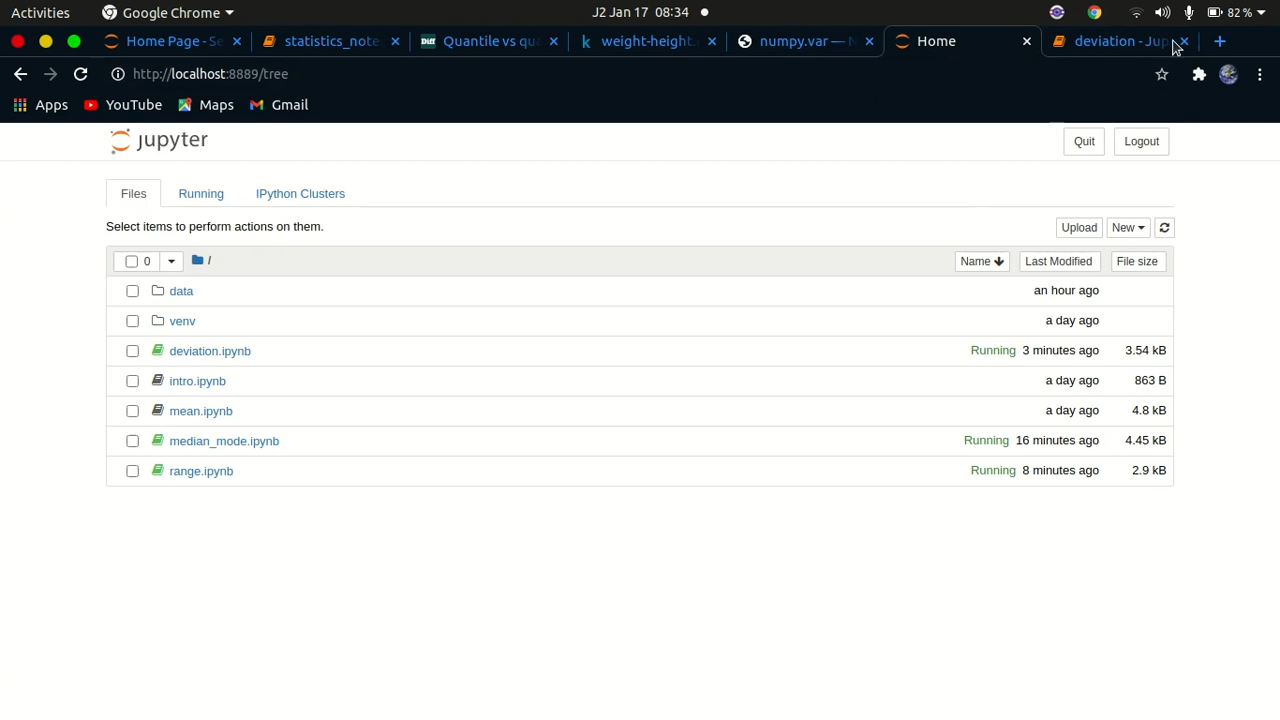 Activities Google Chrome J2 Jan 17 08:34 82 %
Home Page - Se statistics_note Quantile vs qua weight-height. numpy.var — N Home deviation - Jup
http://localhost:8889/tree
Apps YouTube Maps Gmail
jupyter Quit Logout
Files Running IPython Clusters
Select items to perform actions on them. Upload New
0 / Name Last Modified File size
data an hour ago
venv a day ago
deviation.ipynb Running 3 minutes ago 3.54 kB
intro.ipynb a day ago 863 B
mean.ipynb a day ago 4.8 kB
median_mode.ipynb Running 16 minutes ago 4.45 kB
range.ipynb Running 8 minutes ago 2.9 kB